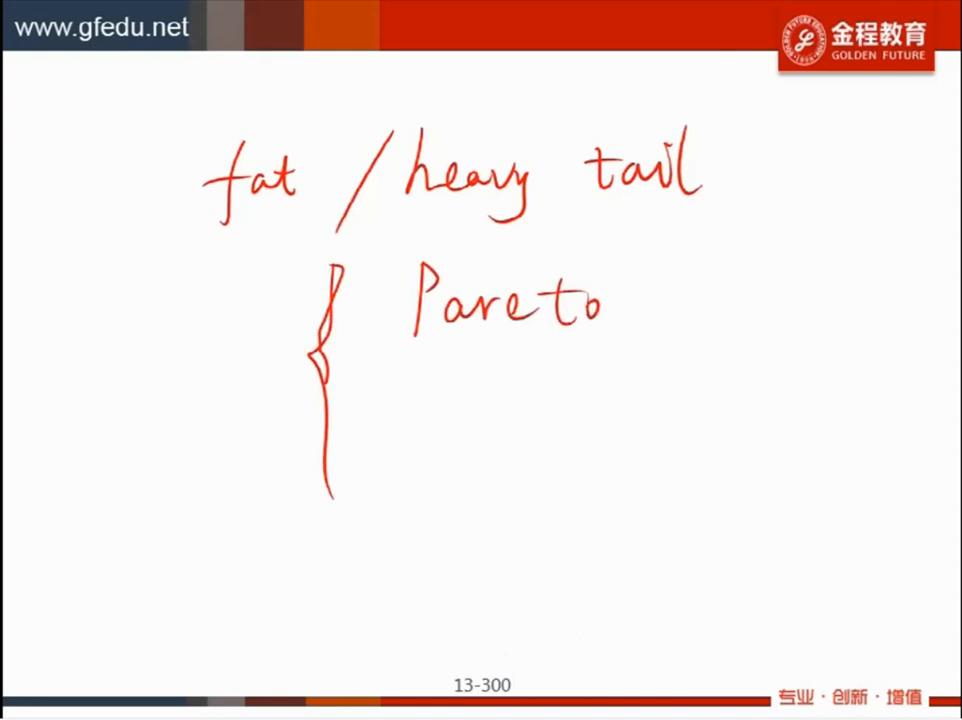 www.gfedu.net
金程教育
GOLDEN FUTURE
fat / heavy tail
{ Pareto
13-300
专业·创新·增值